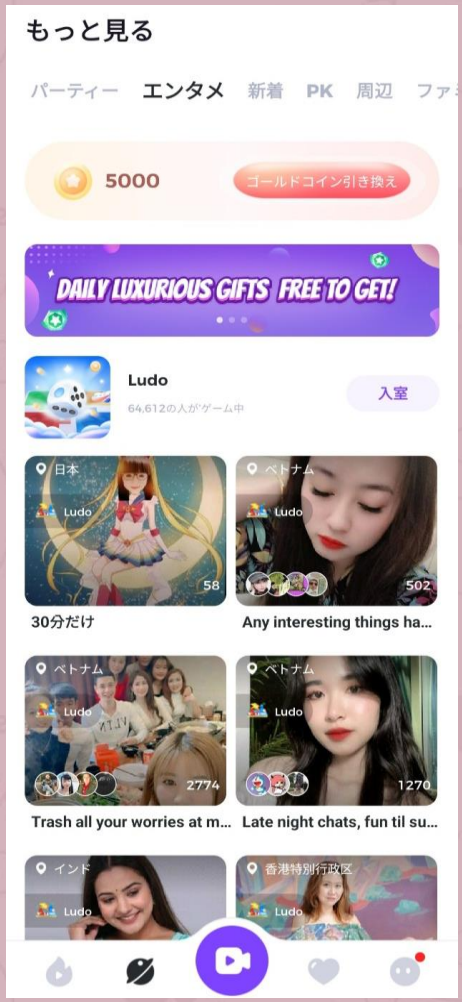 もっと見る
パーティー エンタメ 新着 PK 周辺 ファミ
5000 ゴールドコイン引き換え
DAILY LUXURIOUS GIFTS FREE TO GET!
Ludo
64,612の人がゲーム中
入室
日本 ベトナム
Ludo Ludo
58 502
30分だけ Any interesting things ha...
ベトナム ベトナム
Ludo Ludo
2774 1270
Trash all your worries at m... Late night chats, fun til su...
インド 香港特別行政区
Ludo Ludo